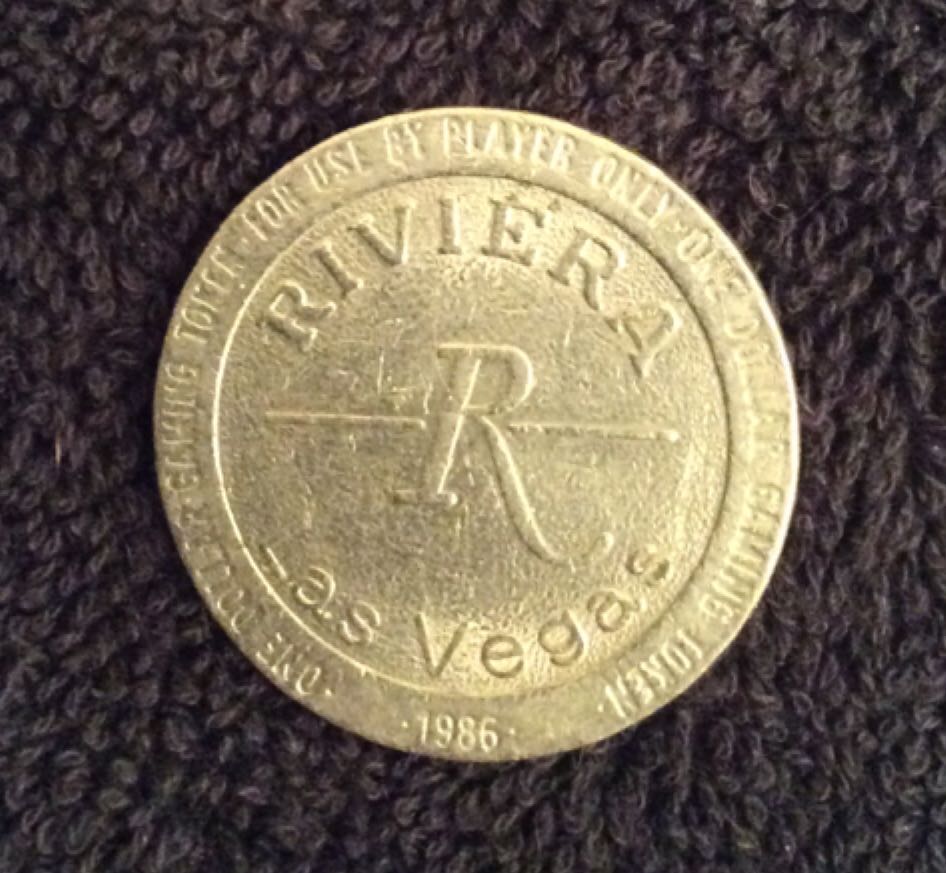 ONE DOLLAR GAMING TOKEN · FOR USE BY PLAYER ONLY · ONE DOLLAR GAMING TOKEN ·
RIVIERA
R
Las Vegas
· 1986 ·